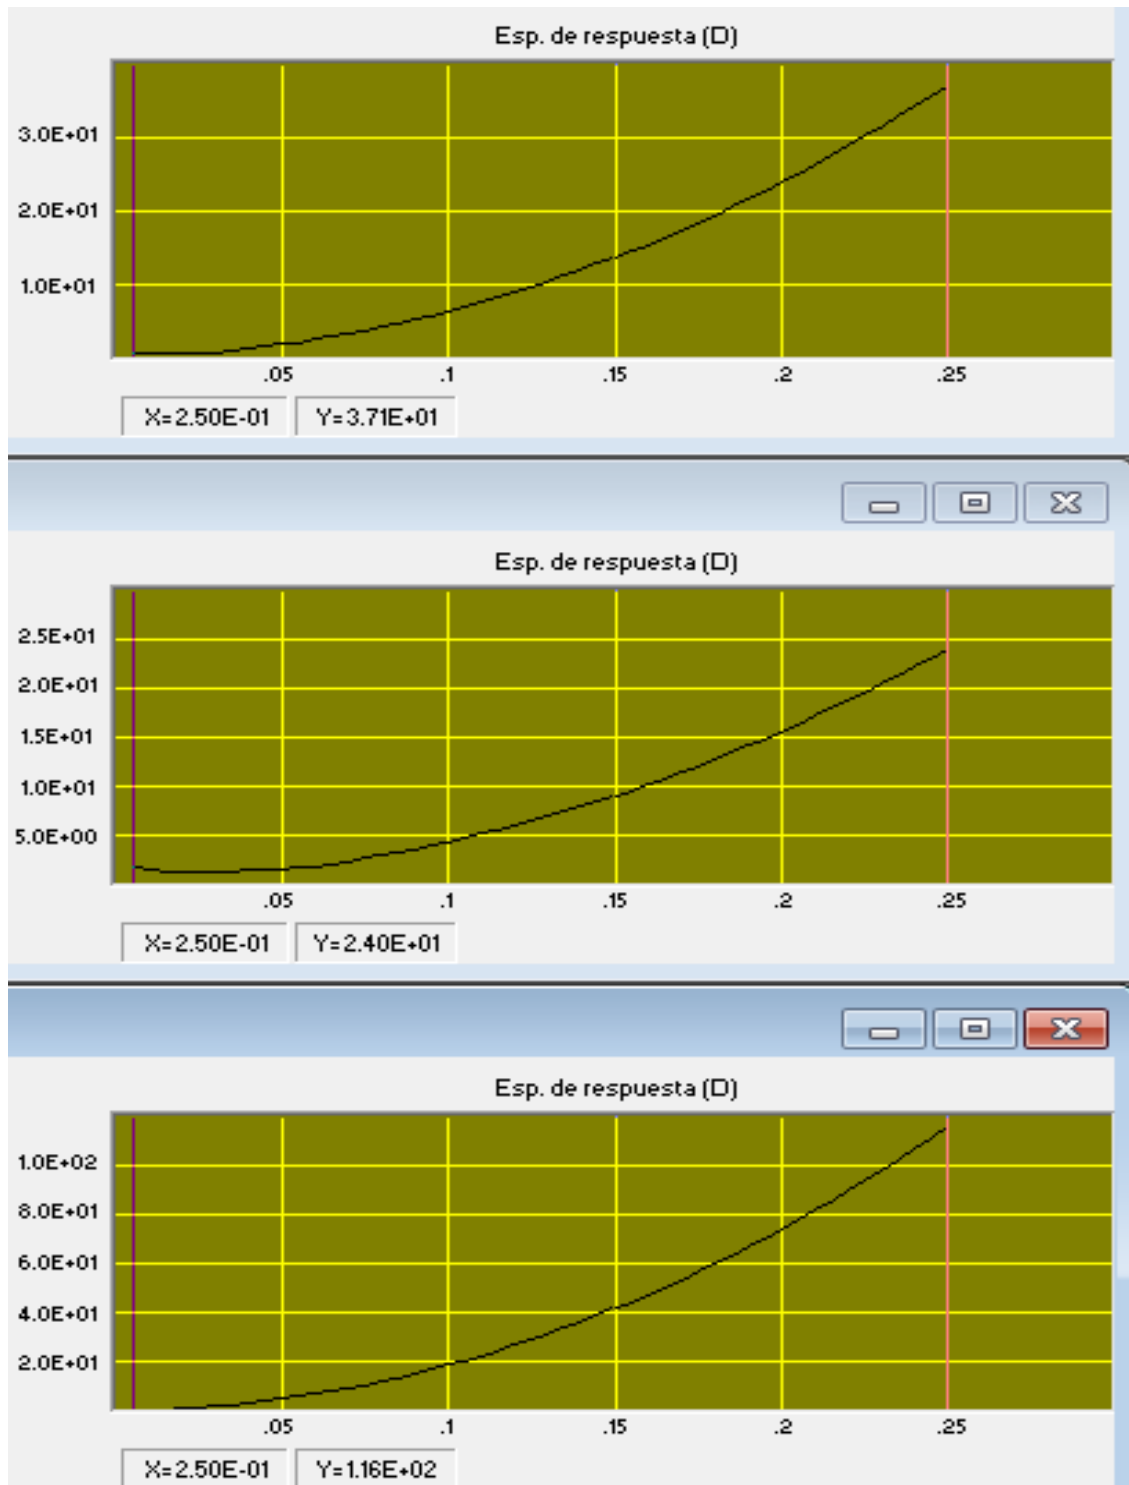 Esp. de respuesta (D)
3.0E+01
2.0E+01
1.0E+01
.05 .1 .15 .2 .25
X=2.50E-01 Y=3.71E+01
Esp. de respuesta (D)
2.5E+01
2.0E+01
1.5E+01
1.0E+01
5.0E+00
.05 .1 .15 .2 .25
X=2.50E-01 Y=2.40E+01
Esp. de respuesta (D)
1.0E+02
8.0E+01
6.0E+01
4.0E+01
2.0E+01
.05 .1 .15 .2 .25
X=2.50E-01 Y=1.16E+02